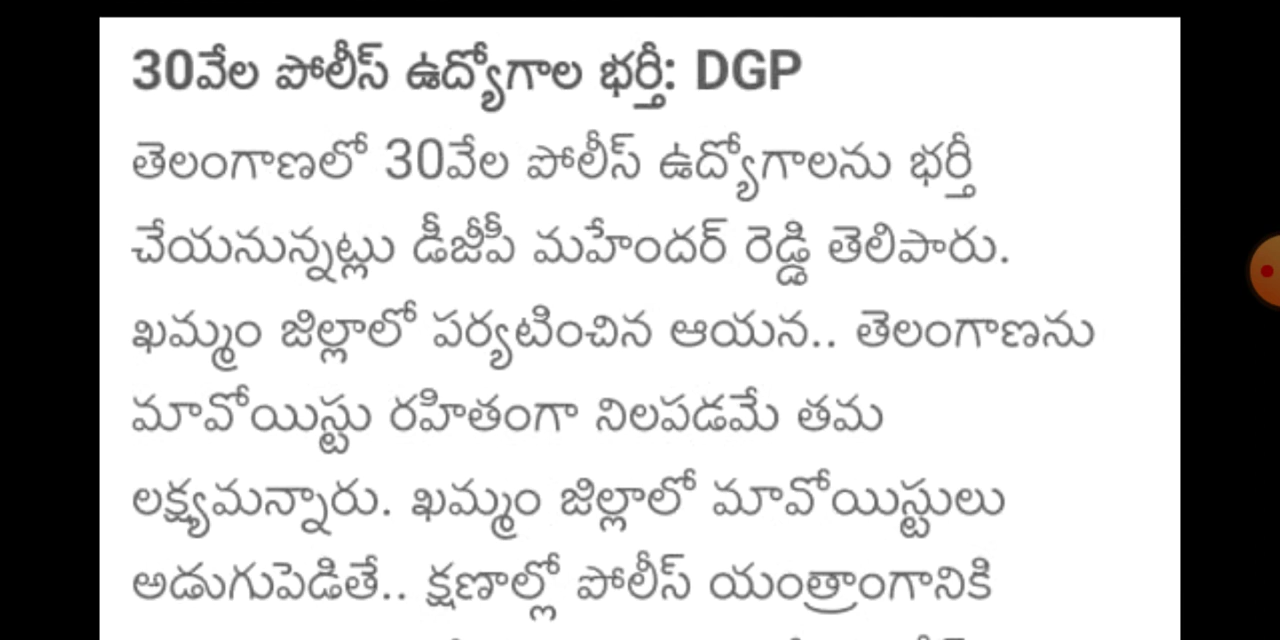 30వేల పోలీస్ ఉద్యోగాల భర్తీ: DGP
తెలంగాణలో 30వేల పోలీస్ ఉద్యోగాలను భర్తీ
చేయనున్నట్లు డీజీపీ మహేందర్ రెడ్డి తెలిపారు.
ఖమ్మం జిల్లాలో పర్యటించిన ఆయన.. తెలంగాణను
మావోయిస్టు రహితంగా నిలపడమే తమ
లక్ష్యమన్నారు. ఖమ్మం జిల్లాలో మావోయిస్టులు
అడుగుపెడితే.. క్షణాల్లో పోలీస్ యంత్రాంగానికి